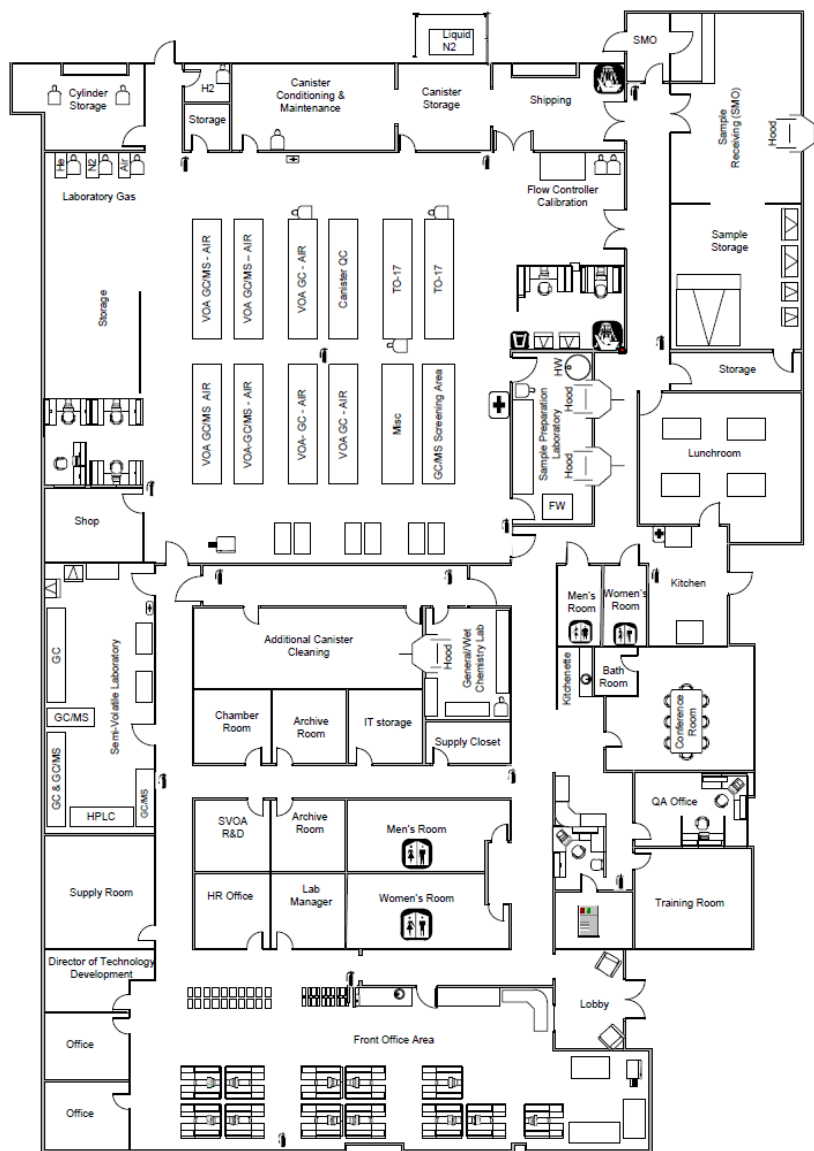 Liquid
N2
SMO
Cylinder
Storage
H2
Storage
Canister
Conditioning &
Maintenance
Canister
Storage
Shipping
Sample
Receiving (SMO)
Hood
He
N2
Air
Laboratory Gas
Flow Controller
Calibration
Sample
Storage
Storage
VOA GC/MS - AIR
VOA GC/MS – AIR
VOA GC - AIR
Canister QC
TO-17
TO-17
Storage
VOA GC/MS AIR
VOA-GC/MS - AIR
VOA- GC - AIR
VOA GC - AIR
Misc
GC/MS Screening Area
HW
Hood
Sample Preparation
Laboratory
Hood
FW
Lunchroom
Shop
Kitchen
Men's
Room
Women's
Room
GC
Semi-Volatile Laboratory
GC/MS
GC & GC/MS
HPLC
GC/MS
Additional Canister
Cleaning
Hood
General/Wet
Chemistry Lab
Kitchenette
Bath
Room
Conference
Room
Chamber
Room
Archive
Room
IT storage
Supply Closet
SVOA
R&D
Archive
Room
Men's Room
QA Office
Supply Room
HR Office
Lab
Manager
Women's Room
Training Room
Director of Technology
Development
Lobby
Office
Front Office Area
Office